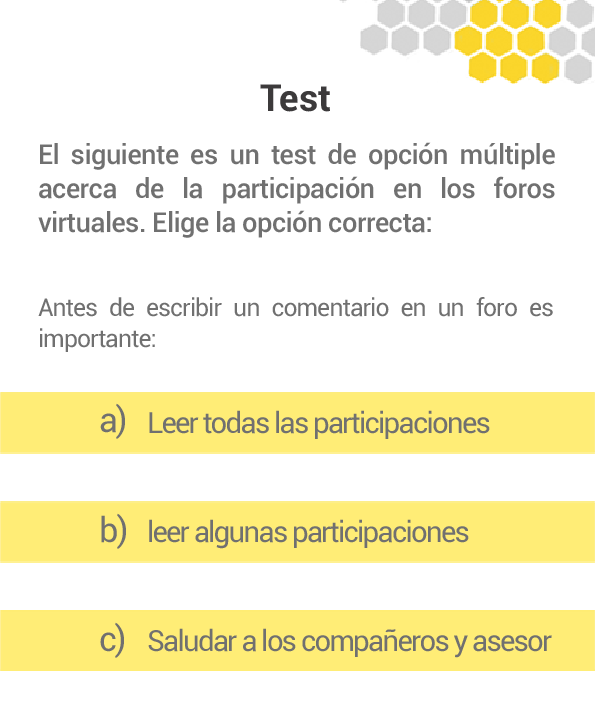 Test
El siguiente es un test de opción múltiple
acerca de la participación en los foros
virtuales. Elige la opción correcta:
Antes de escribir un comentario en un foro es
importante:
a) Leer todas las participaciones
b) leer algunas participaciones
c) Saludar a los compañeros y asesor